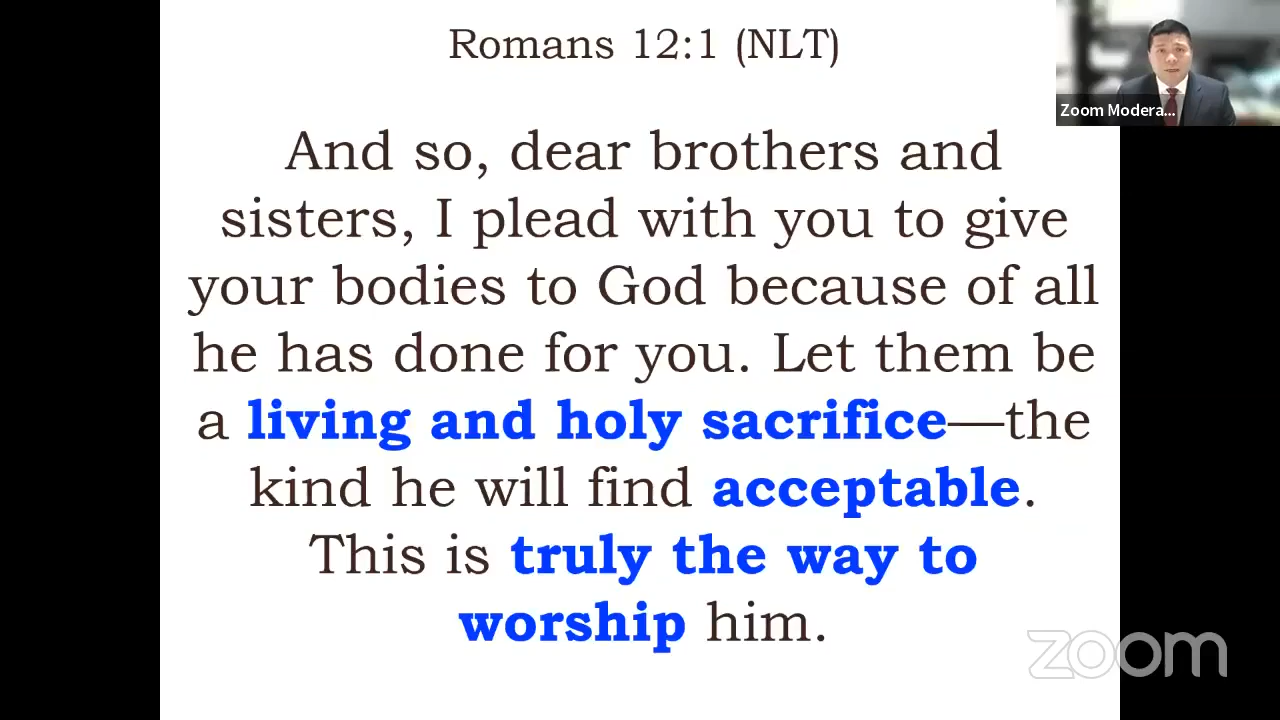 Romans 12:1 (NLT)
Zoom Modera...
And so, dear brothers and
sisters, I plead with you to give
your bodies to God because of all
he has done for you. Let them be
a living and holy sacrifice—the
kind he will find acceptable.
This is truly the way to
worship him.
zoom